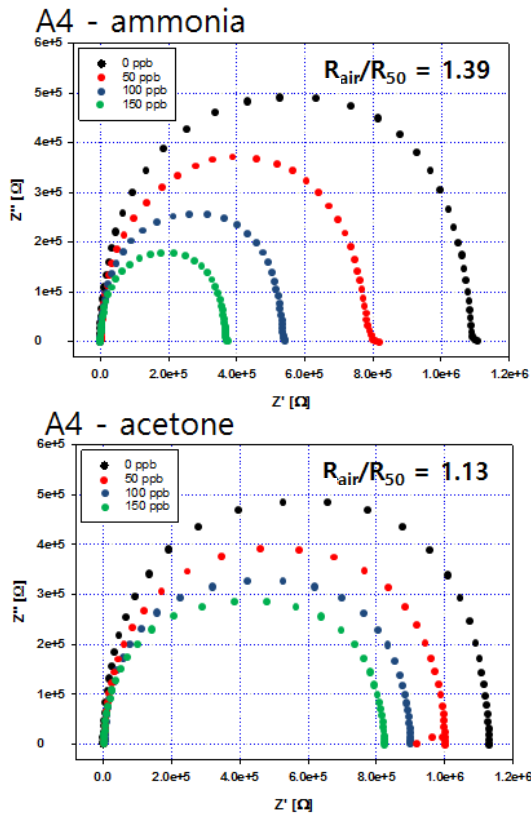 A4 - ammonia
6e+5
0 ppb
50 ppb
100 ppb
150 ppb
R_air/R_50 = 1.39
5e+5
4e+5
3e+5
2e+5
1e+5
0
Z'' [Ω]
0.0 2.0e+5 4.0e+5 6.0e+5 8.0e+5 1.0e+6 1.2e+6
Z' [Ω]
A4 - acetone
6e+5
0 ppb
50 ppb
100 ppb
150 ppb
R_air/R_50 = 1.13
5e+5
4e+5
3e+5
2e+5
1e+5
0
Z'' [Ω]
0.0 2.0e+5 4.0e+5 6.0e+5 8.0e+5 1.0e+6 1.2e+6
Z' [Ω]